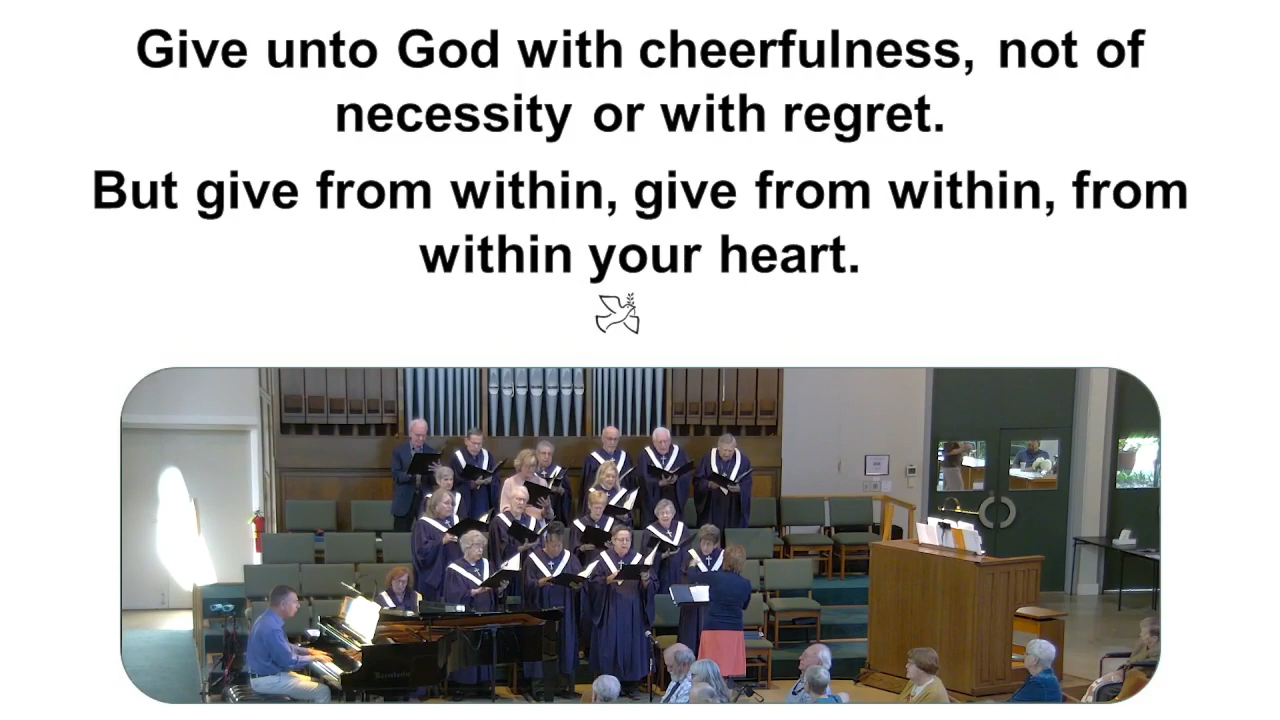 Give unto God with cheerfulness, not of
necessity or with regret.
But give from within, give from within, from
within your heart.